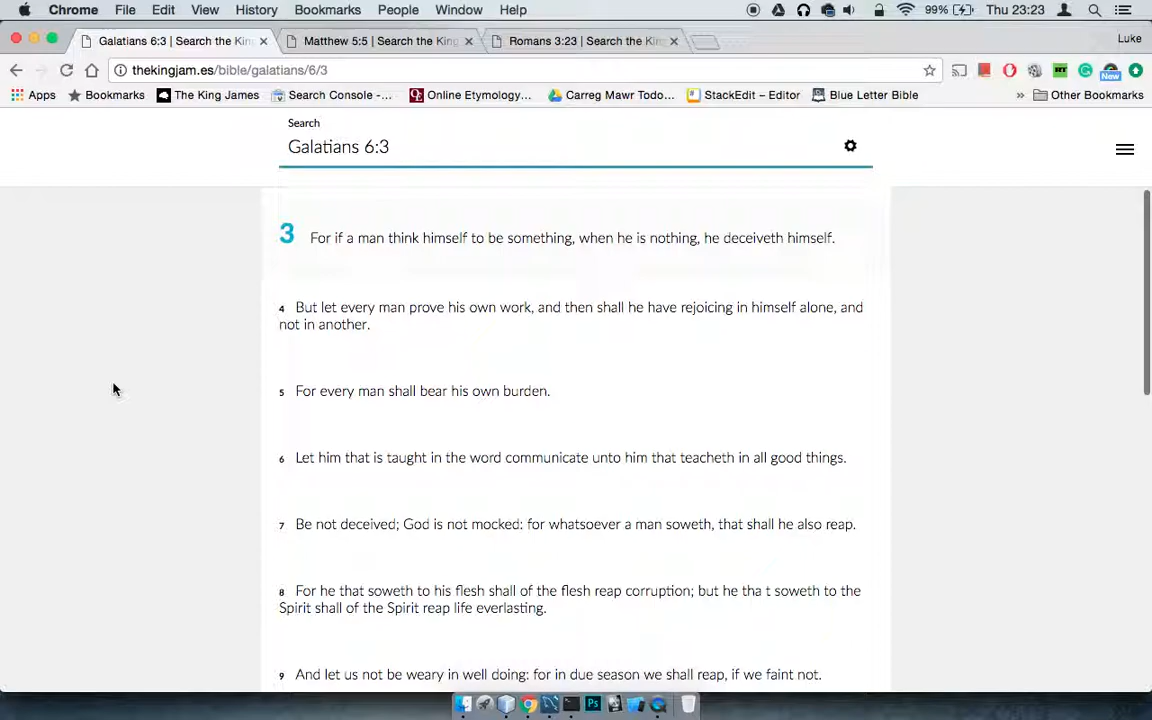 Chrome File Edit View History Bookmarks People Window Help 99% Thu 23:23
Galatians 6:3 | Search the Kin Matthew 5:5 | Search the King Romans 3:23 | Search the Kin Luke
thekingjam.es/bible/galatians/6/3
New
Apps Bookmarks The King James Search Console -... Online Etymology... Carreg Mawr Todo... StackEdit – Editor Blue Letter Bible » Other Bookmarks
Search
Galatians 6:3
3 For if a man think himself to be something, when he is nothing, he deceiveth himself.
4 But let every man prove his own work, and then shall he have rejoicing in himself alone, and
not in another.
5 For every man shall bear his own burden.
6 Let him that is taught in the word communicate unto him that teacheth in all good things.
7 Be not deceived; God is not mocked: for whatsoever a man soweth, that shall he also reap.
8 For he that soweth to his flesh shall of the flesh reap corruption; but he tha t soweth to the
Spirit shall of the Spirit reap life everlasting.
9 And let us not be weary in well doing: for in due season we shall reap, if we faint not.
Ps